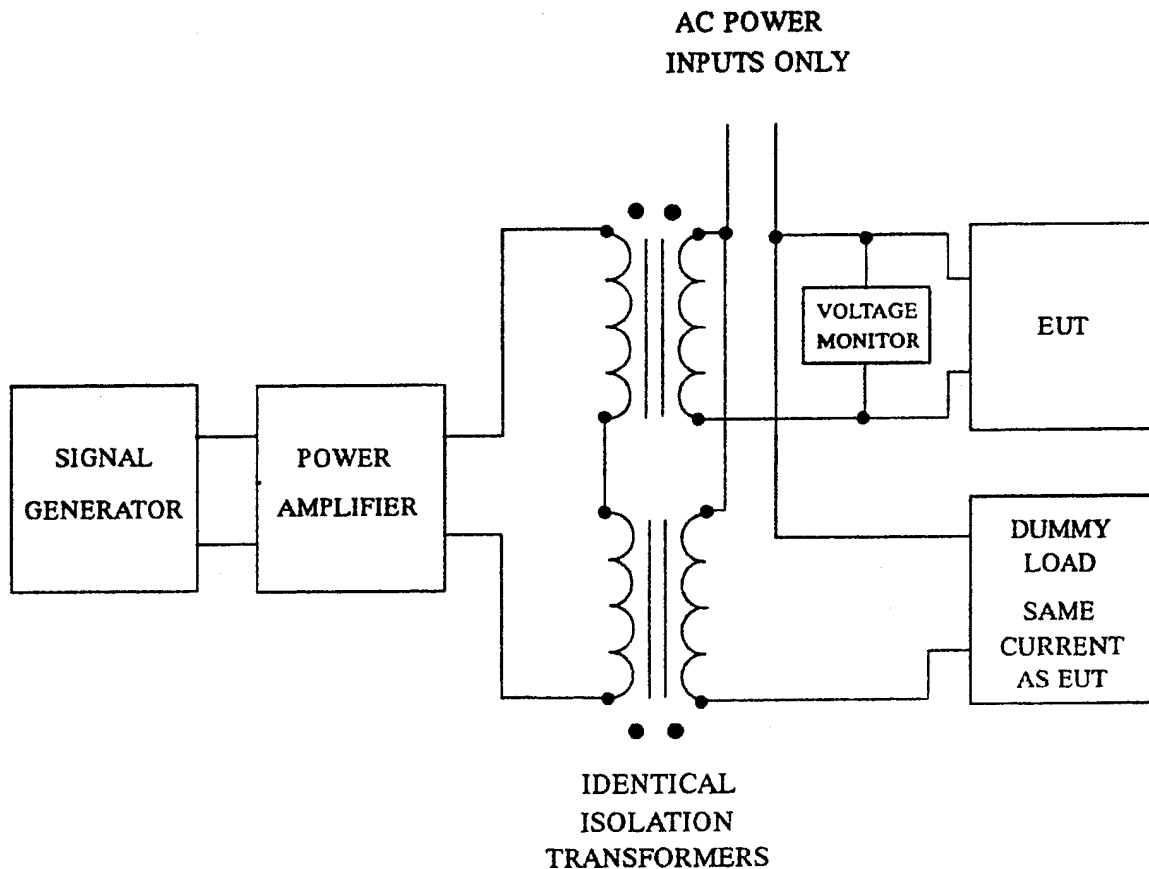 AC POWER
INPUTS ONLY
VOLTAGE
MONITOR
EUT
SIGNAL
GENERATOR
POWER
AMPLIFIER
DUMMY
LOAD
SAME
CURRENT
AS EUT
IDENTICAL
ISOLATION
TRANSFORMERS